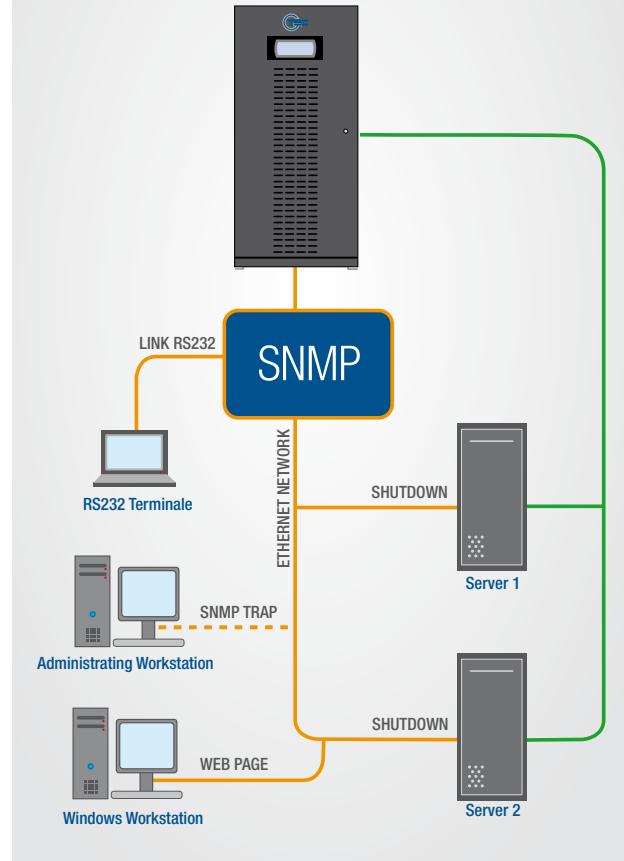 SNMP
LINK RS232
RS232 Terminale
ETHERNET NETWORK
SHUTDOWN
Server 1
SNMP TRAP
Administrating Workstation
SHUTDOWN
WEB PAGE
Server 2
Windows Workstation